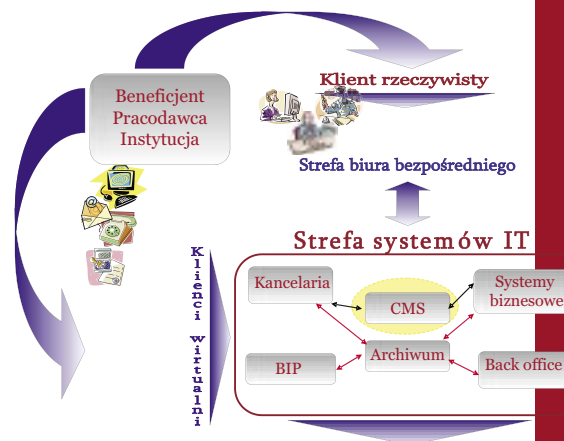 Beneficjent
Pracodawca
Instytucja
Klient rzeczywisty
Strefa biura bezpośredniego
Strefa systemów IT
Klienci wirtualni
Kancelaria
CMS
Systemy
biznesowe
BIP
Archiwum
Back office